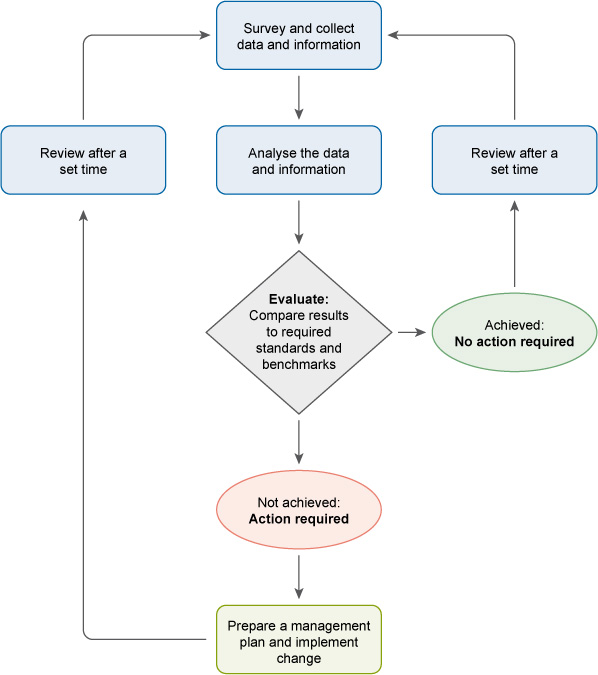 Survey and collect
data and information
Review after a
set time
Analyse the data
and information
Review after a
set time
Evaluate:
Compare results
to required
standards and
benchmarks
Achieved:
No action required
Not achieved:
Action required
Prepare a management
plan and implement
change